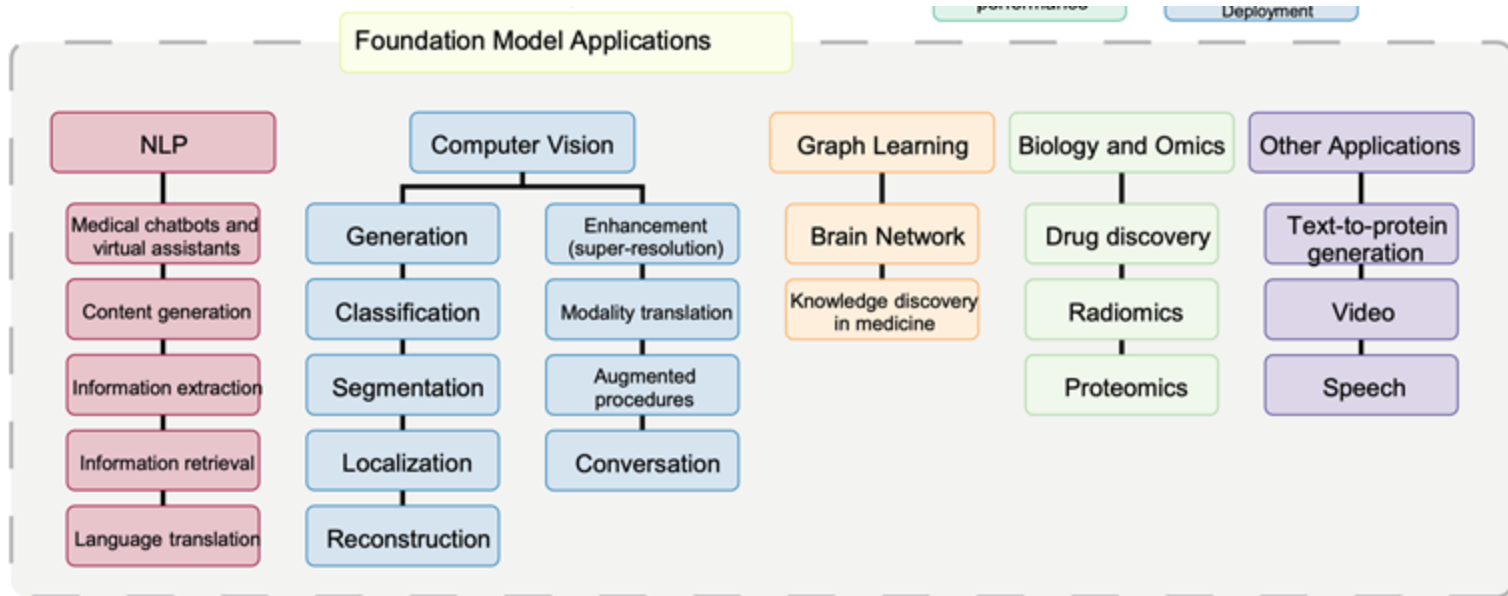 performance
Deployment
Foundation Model Applications
NLP
Medical chatbots and
virtual assistants
Content generation
Information extraction
Information retrieval
Language translation
Computer Vision
Generation
Classification
Segmentation
Localization
Reconstruction
Enhancement
(super-resolution)
Modality translation
Augmented
procedures
Conversation
Graph Learning
Brain Network
Knowledge discovery
in medicine
Biology and Omics
Drug discovery
Radiomics
Proteomics
Other Applications
Text-to-protein
generation
Video
Speech